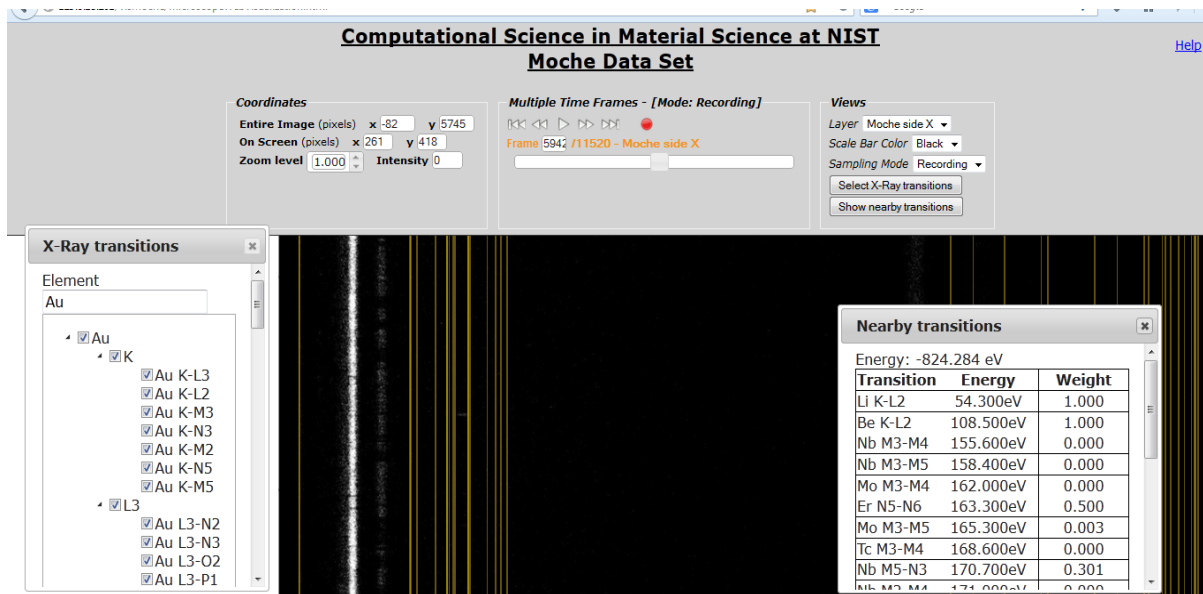 Computational Science in Material Science at NIST
Moche Data Set
Help
Coordinates
Entire Image (pixels) x -82 y 5745
On Screen (pixels) x 261 y 418
Zoom level 1.000 Intensity 0
Multiple Time Frames - [Mode: Recording]
Frame 5942 /11520 - Moche side X
Views
Layer Moche side X
Scale Bar Color Black
Sampling Mode Recording
Select X-Ray transitions
Show nearby transitions
X-Ray transitions
Element
Au
Au
K
Au K-L3
Au K-L2
Au K-M3
Au K-N3
Au K-M2
Au K-N5
Au K-M5
L3
Au L3-N2
Au L3-N3
Au L3-O2
Au L3-P1
Nearby transitions
Energy: -824.284 eV
Transition Energy Weight
Li K-L2 54.300eV 1.000
Be K-L2 108.500eV 1.000
Nb M3-M4 155.600eV 0.000
Nb M3-M5 158.400eV 0.000
Mo M3-M4 162.000eV 0.000
Er N5-N6 163.300eV 0.500
Mo M3-M5 165.300eV 0.003
Tc M3-M4 168.600eV 0.000
Nb M5-N3 170.700eV 0.301